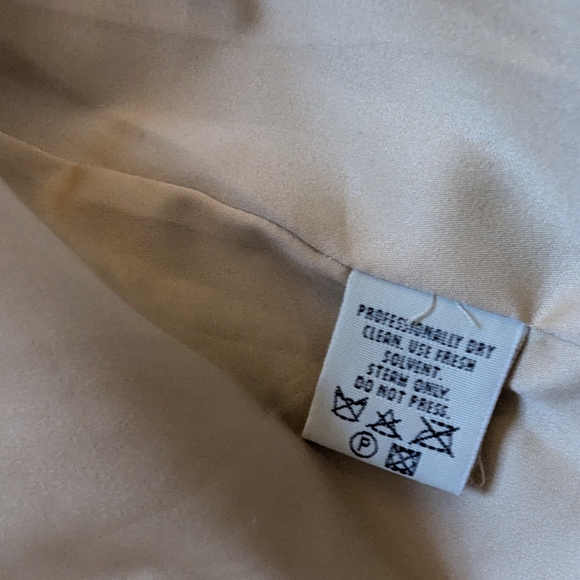 PROFESSIONALLY DRY
CLEAN. USE FRESH
SOLVENT.
STEAM ONLY.
DO NOT PRESS.
P